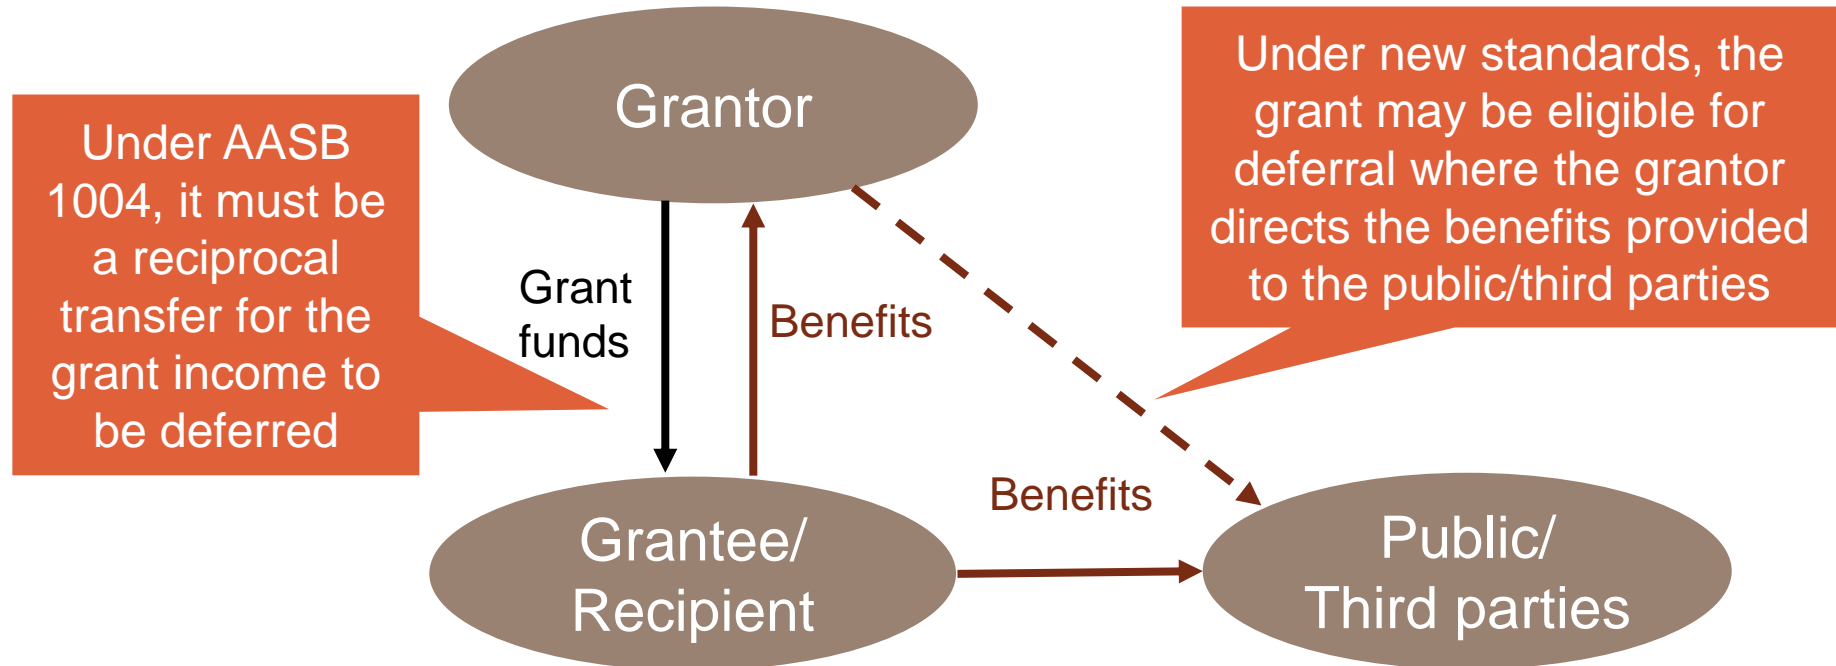 Grantor
Under AASB
1004, it must be
a reciprocal
transfer for the
grant income to
be deferred
Under new standards, the
grant may be eligible for
deferral where the grantor
directs the benefits provided
to the public/third parties
Grant
funds
Benefits
Benefits
Grantee/
Recipient
Public/
Third parties